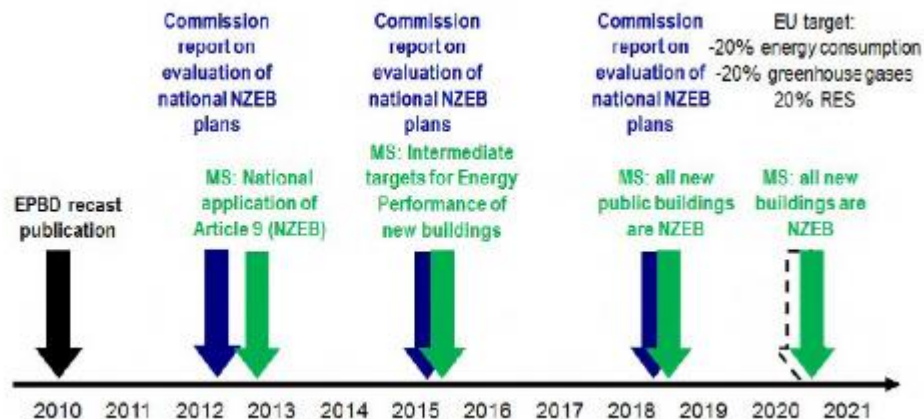 Commission
report on
evaluation of
national NZEB
plans
Commission
report on
evaluation of
national NZEB
plans
Commission
report on
evaluation of
national NZEB
plans
EU target:
-20% energy consumption
-20% greenhouse gases
20% RES
EPBD recast
publication
MS: National
application of
Article 9 (NZEB)
MS: Intermediate
targets for Energy
Performance of
new buildings
MS: all new
public buildings
are NZEB
MS: all new
buildings are
NZEB
2010 2011 2012 2013 2014 2015 2016 2017 2018 2019 2020 2021